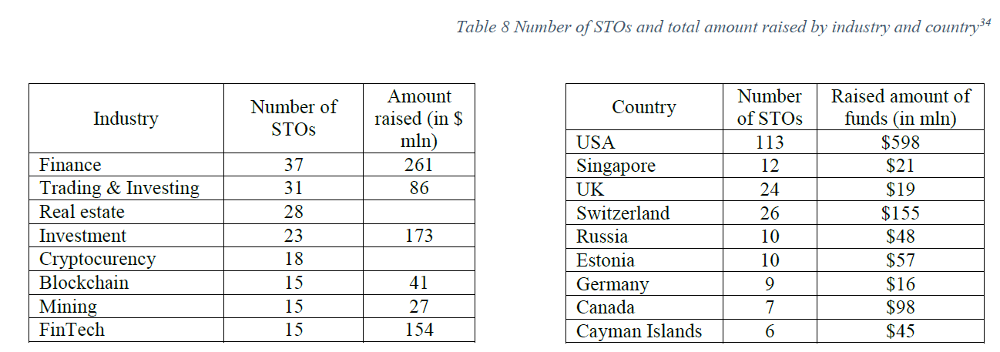 Table 8 Number of STOs and total amount raised by industry and country34
Industry
Number of
STOs
Amount
raised (in $
mln)
Finance 37 261
Trading & Investing 31 86
Real estate 28
Investment 23 173
Cryptocurency 18
Blockchain 15 41
Mining 15 27
FinTech 15 154
Country
Number
of STOs
Raised amount of
funds (in mln)
USA 113 $598
Singapore 12 $21
UK 24 $19
Switzerland 26 $155
Russia 10 $48
Estonia 10 $57
Germany 9 $16
Canada 7 $98
Cayman Islands 6 $45